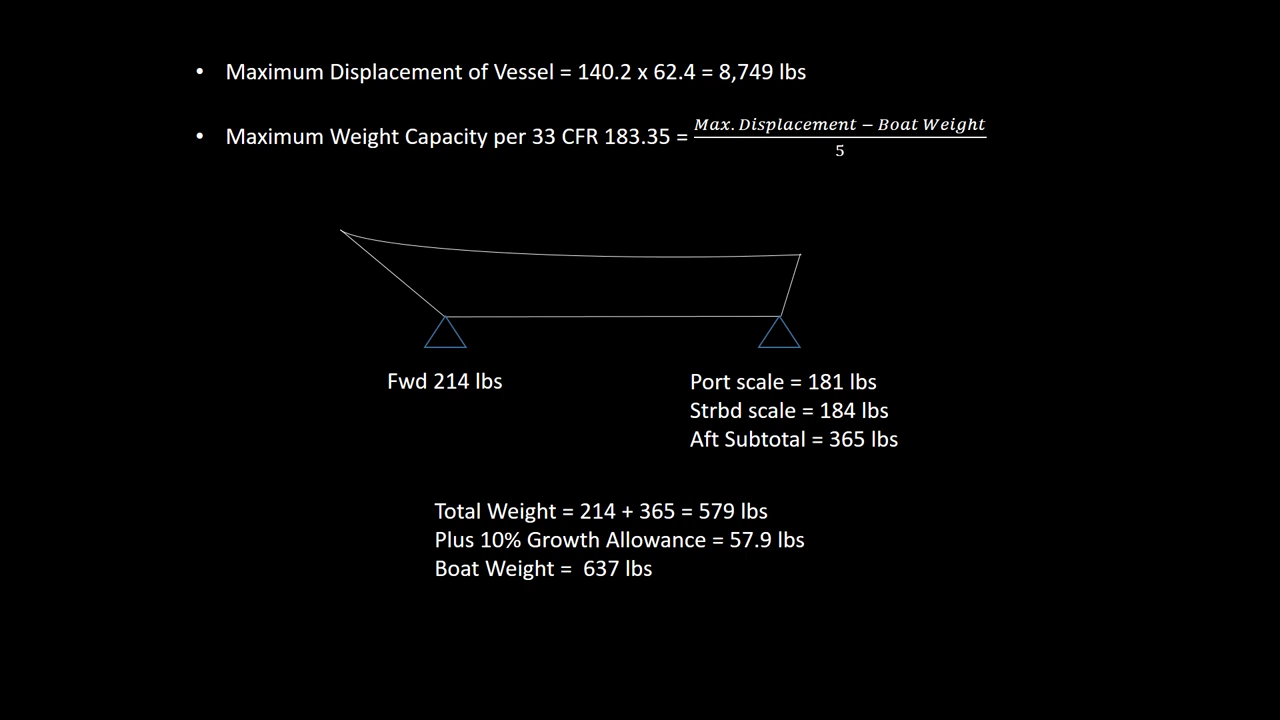 • Maximum Displacement of Vessel = 140.2 x 62.4 = 8,749 lbs
• Maximum Weight Capacity per 33 CFR 183.35 = Max. Displacement − Boat Weight / 5
Fwd 214 lbs
Port scale = 181 lbs
Strbd scale = 184 lbs
Aft Subtotal = 365 lbs
Total Weight = 214 + 365 = 579 lbs
Plus 10% Growth Allowance = 57.9 lbs
Boat Weight =  637 lbs